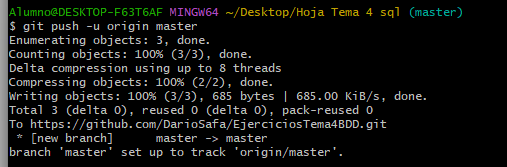 Alumno@DESKTOP-F63T6AF MINGW64 ~/Desktop/Hoja Tema 4 sql (master)
$ git push -u origin master
Enumerating objects: 3, done.
Counting objects: 100% (3/3), done.
Delta compression using up to 8 threads
Compressing objects: 100% (2/2), done.
Writing objects: 100% (3/3), 685 bytes | 685.00 KiB/s, done.
Total 3 (delta 0), reused 0 (delta 0), pack-reused 0
To https://github.com/DarioSafa/EjerciciosTema4BDD.git
 * [new branch]      master -> master
branch 'master' set up to track 'origin/master'.